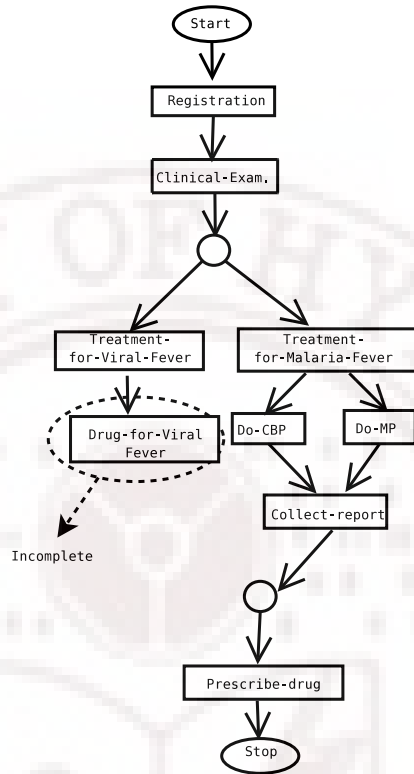 Start
Registration
Clinical-Exam.
Treatment-
for-Viral-Fever
Treatment-
for-Malaria-Fever
Drug-for-Viral
Fever
Do-CBP
Do-MP
Collect-report
Incomplete
Prescribe-drug
Stop